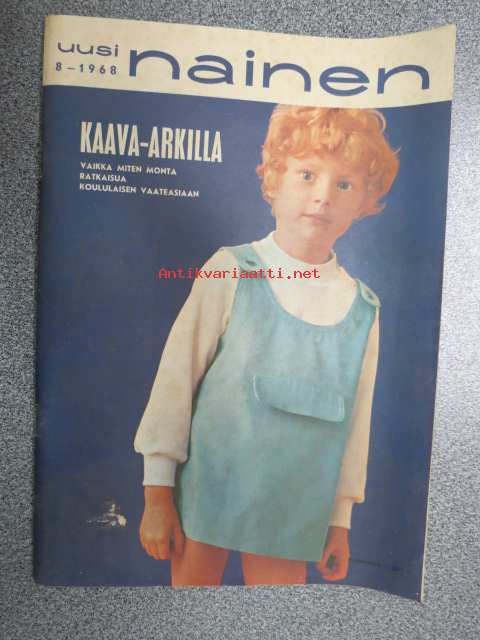 uusi nainen
8 – 1968
KAAVA-ARKILLA
VAIKKA MITEN MONTA
RATKAISUA
KOULULAISEN VAATEASIAAN
Antikvariaatti.net